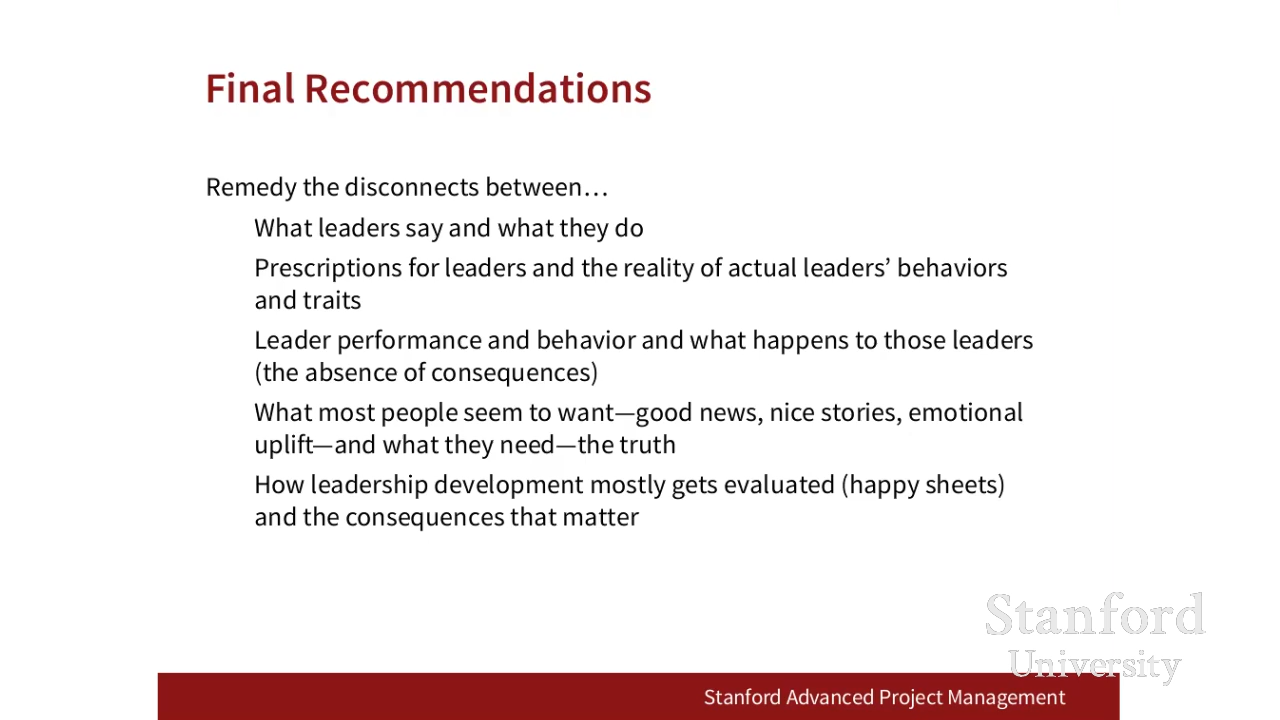 Final Recommendations
Remedy the disconnects between…
What leaders say and what they do
Prescriptions for leaders and the reality of actual leaders’ behaviors
and traits
Leader performance and behavior and what happens to those leaders
(the absence of consequences)
What most people seem to want—good news, nice stories, emotional
uplift—and what they need—the truth
How leadership development mostly gets evaluated (happy sheets)
and the consequences that matter
Stanford
University
Stanford Advanced Project Management